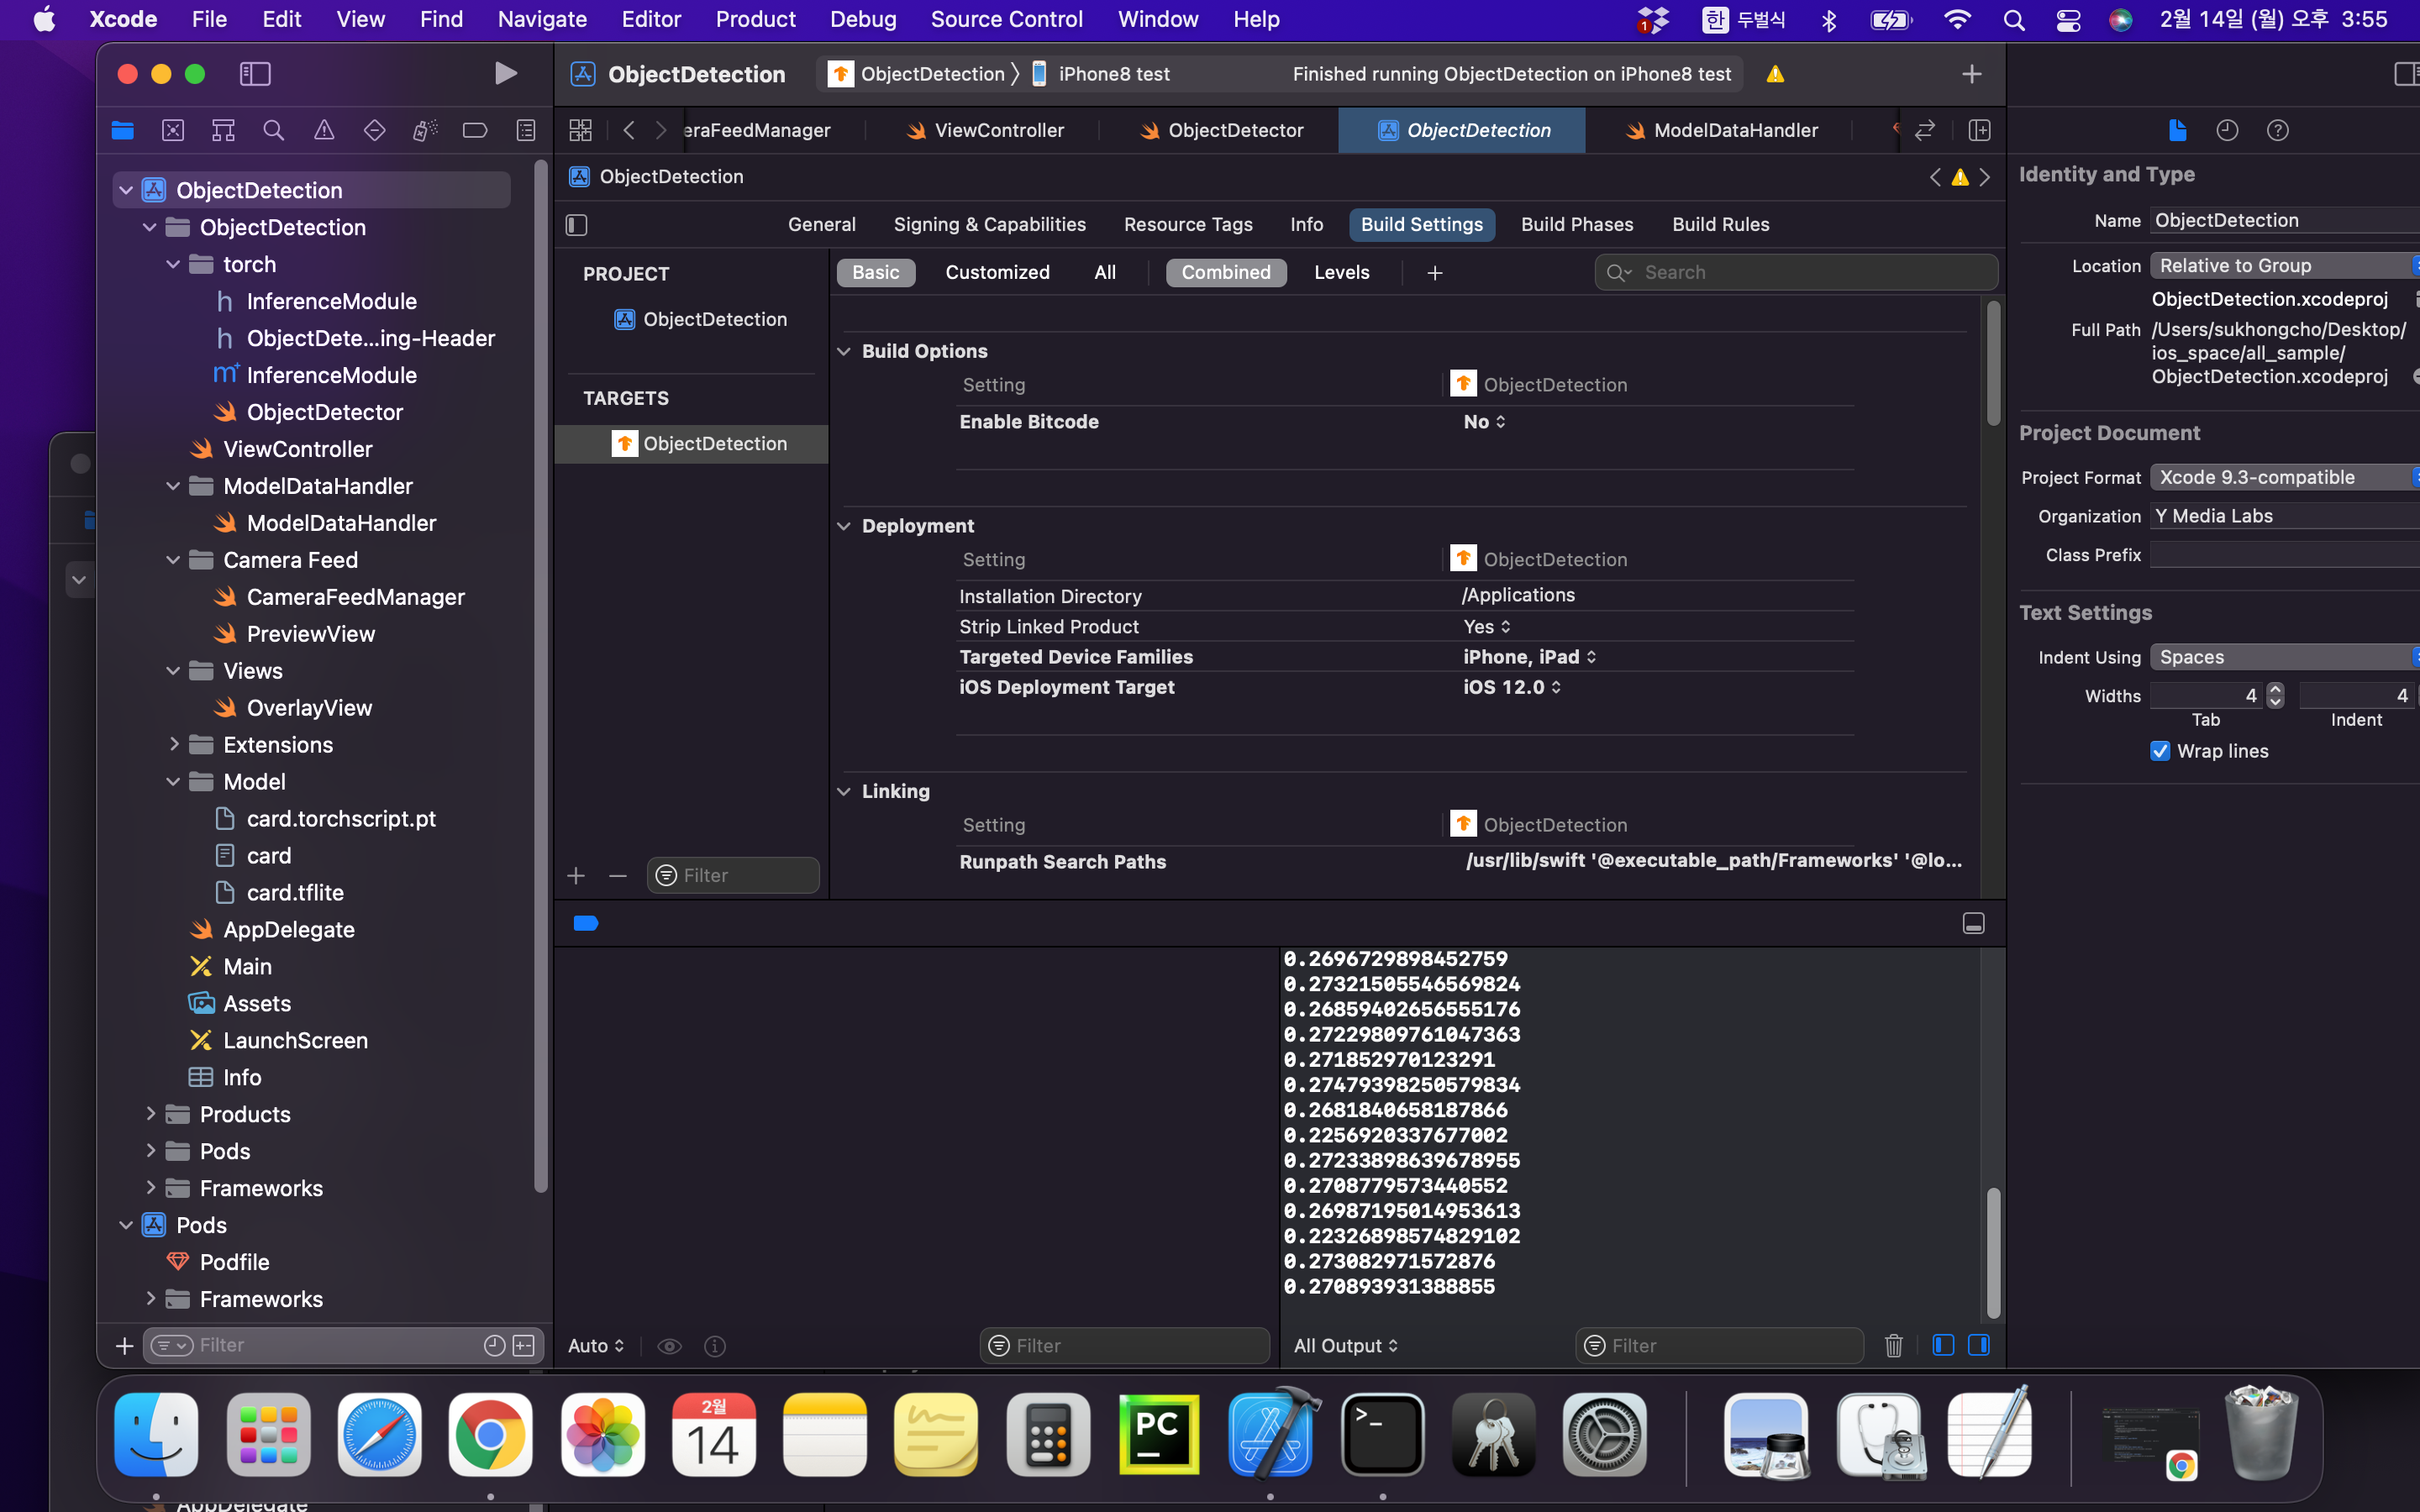 Xcode File Edit View Find Navigate Editor Product Debug Source Control Window Help 1 한 두벌식 2월 14일 (월) 오후 3:55
ObjectDetection ObjectDetection iPhone8 test Finished running ObjectDetection on iPhone8 test
eraFeedManager ViewController ObjectDetector ObjectDetection ModelDataHandler
ObjectDetection
General Signing & Capabilities Resource Tags Info Build Settings Build Phases Build Rules
Basic Customized All Combined Levels Search
ObjectDetection
ObjectDetection
torch
InferenceModule
ObjectDete...ing-Header
InferenceModule
ObjectDetector
ViewController
ModelDataHandler
ModelDataHandler
Camera Feed
CameraFeedManager
PreviewView
Views
OverlayView
Extensions
Model
card.torchscript.pt
card
card.tflite
AppDelegate
Main
Assets
LaunchScreen
Info
Products
Pods
Frameworks
Pods
Podfile
Frameworks
Filter
PROJECT
ObjectDetection
TARGETS
ObjectDetection
Filter
Build Options
Setting ObjectDetection
Enable Bitcode No
Deployment
Setting ObjectDetection
Installation Directory /Applications
Strip Linked Product Yes
Targeted Device Families iPhone, iPad
iOS Deployment Target iOS 12.0
Linking
Setting ObjectDetection
Runpath Search Paths /usr/lib/swift '@executable_path/Frameworks' '@lo...
0.2696729898452759
0.27321505546569824
0.26859402656555176
0.27229809761047363
0.271852970123291
0.27479398250579834
0.2681840658187866
0.2256920337677002
0.27233898639678955
0.2708779573440552
0.26987195014953613
0.22326898574829102
0.273082971572876
0.270893931388855
Auto Filter All Output Filter
Identity and Type
Name ObjectDetection
Location Relative to Group
ObjectDetection.xcodeproj
Full Path /Users/sukhongcho/Desktop/
ios_space/all_sample/
ObjectDetection.xcodeproj
Project Document
Project Format Xcode 9.3-compatible
Organization Y Media Labs
Class Prefix
Text Settings
Indent Using Spaces
Widths 4 4
Tab Indent
Wrap lines
2월
14
PC
AppDelegate